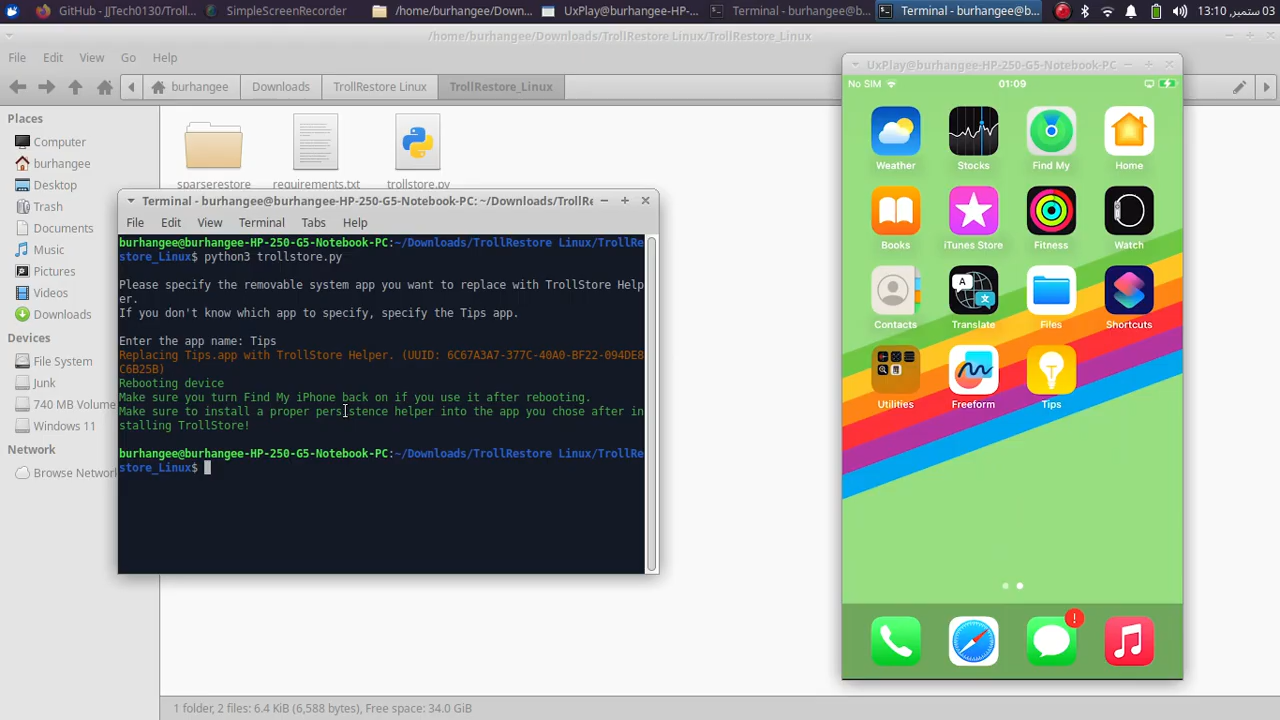 GitHub - JJTech0130/Troll...
SimpleScreenRecorder
/home/burhangee/Down...
UxPlay@burhangee-HP-...
Terminal - burhangee@b...
Terminal - burhangee@b...
13:10 ,ستمبر 03
/home/burhangee/Downloads/TrollRestore Linux/TrollRestore_Linux
File Edit View Go Help
burhangee Downloads TrollRestore Linux TrollRestore_Linux
Places
Computer
burhangee
Desktop
Trash
Documents
Music
Pictures
Videos
Downloads
Devices
File System
Junk
740 MB Volume
Windows 11
Network
Browse Networ
sparserestore
requirements.txt
trollstore.py
Terminal - burhangee@burhangee-HP-250-G5-Notebook-PC: ~/Downloads/TrollRe
File Edit View Terminal Tabs Help
burhangee@burhangee-HP-250-G5-Notebook-PC:~/Downloads/TrollRestore Linux/TrollRe
store_Linux$ python3 trollstore.py
Please specify the removable system app you want to replace with TrollStore Help
er.
If you don't know which app to specify, specify the Tips app.
Enter the app name: Tips
Replacing Tips.app with TrollStore Helper. (UUID: 6C67A3A7-377C-40A0-BF22-094DE8
C6B25B)
Rebooting device
Make sure you turn Find My iPhone back on if you use it after rebooting.
Make sure to install a proper persistence helper into the app you chose after in
stalling TrollStore!
burhangee@burhangee-HP-250-G5-Notebook-PC:~/Downloads/TrollRestore Linux/TrollRe
store_Linux$
1 folder, 2 files: 6.4 KiB (6,588 bytes), Free space: 34.0 GiB
UxPlay@burhangee-HP-250-G5-Notebook-PC
No SIM 01:09
Weather Stocks Find My Home
Books iTunes Store Fitness Watch
A
文
Contacts Translate Files Shortcuts
Utilities Freeform Tips
!